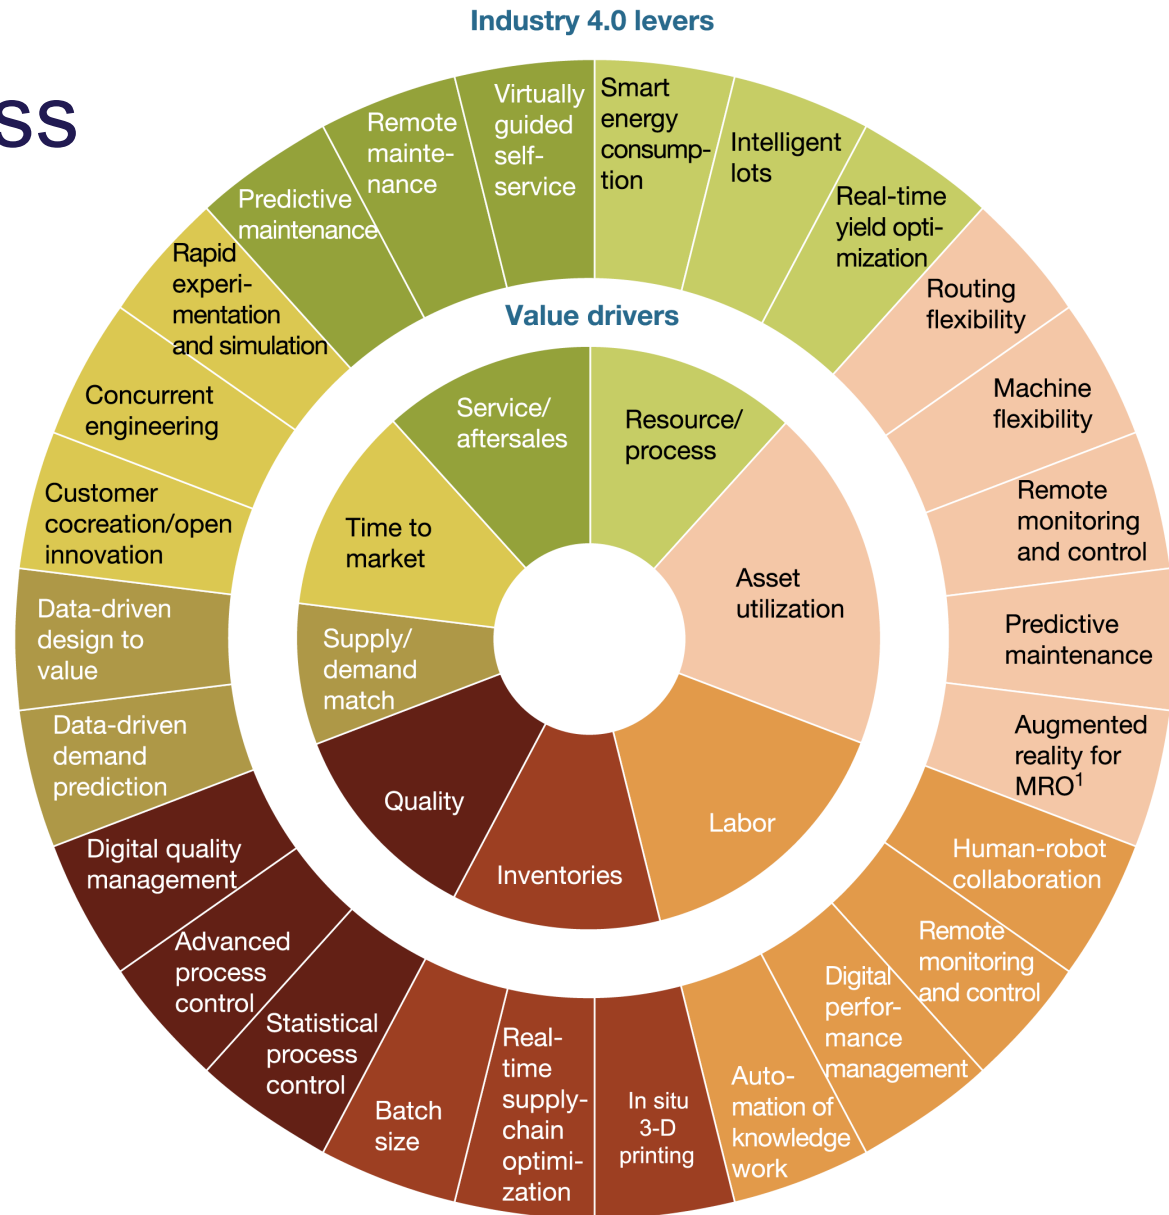 Industry 4.0 levers
ss
Virtually
guided
self-
service
Smart
energy
consump-
tion
Intelligent
lots
Real-time
yield opti-
mization
Routing
flexibility
Machine
flexibility
Remote
monitoring
and control
Predictive
maintenance
Augmented
reality for
MRO¹
Human-robot
collaboration
Remote
monitoring
and control
Digital
perfor-
mance
management
Auto-
mation of
knowledge
work
In situ
3-D
printing
Real-
time
supply-
chain
optimi-
zation
Batch
size
Statistical
process
control
Advanced
process
control
Digital quality
management
Data-driven
demand
prediction
Data-driven
design to
value
Customer
cocreation/open
innovation
Concurrent
engineering
Rapid
experi-
mentation
and simulation
Predictive
maintenance
Remote
mainte-
nance
Value drivers
Service/
aftersales
Resource/
process
Asset
utilization
Labor
Inventories
Quality
Supply/
demand
match
Time to
market